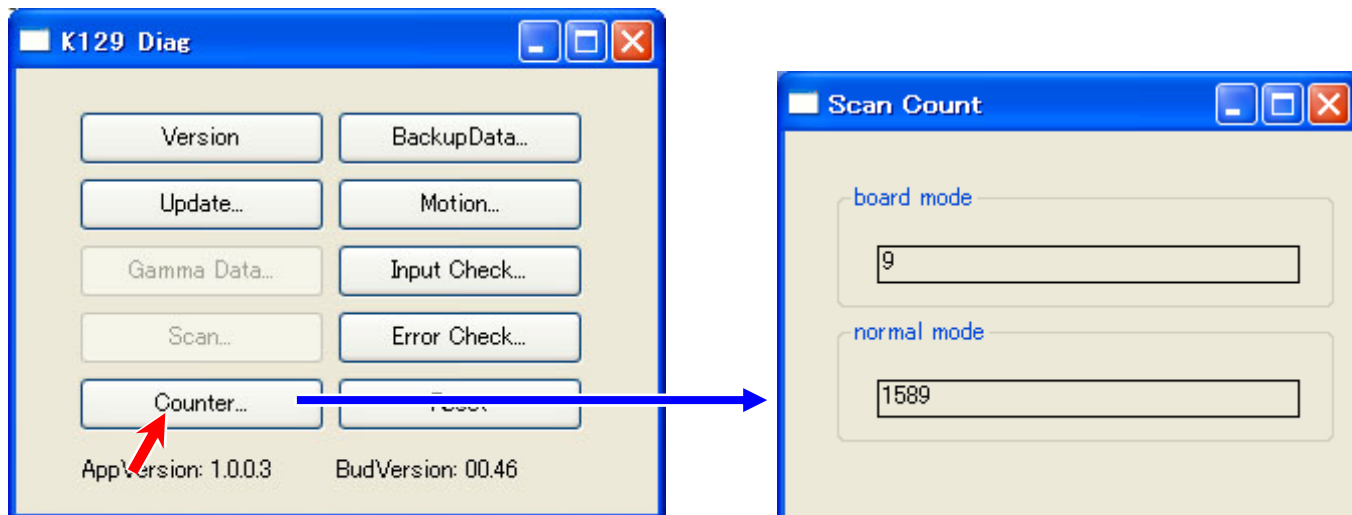 K129 Diag
Version
BackupData...
Update...
Motion...
Gamma Data...
Input Check...
Scan...
Error Check...
Counter...
AppVersion: 1.0.0.3
BudVersion: 00.46
Scan Count
board mode
9
normal mode
1589